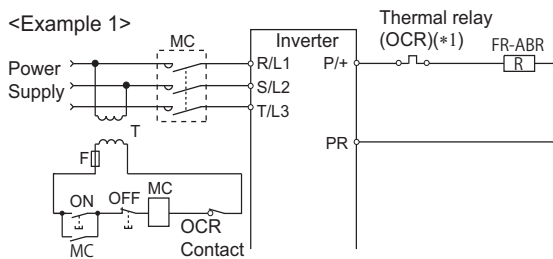 <Example 1>
Power
Supply
MC
R/L1
S/L2
T/L3
Inverter
P/+
PR
Thermal relay
(OCR)(*1)
FR-ABR
R
T
F
ON
OFF
MC
MC
OCR
Contact